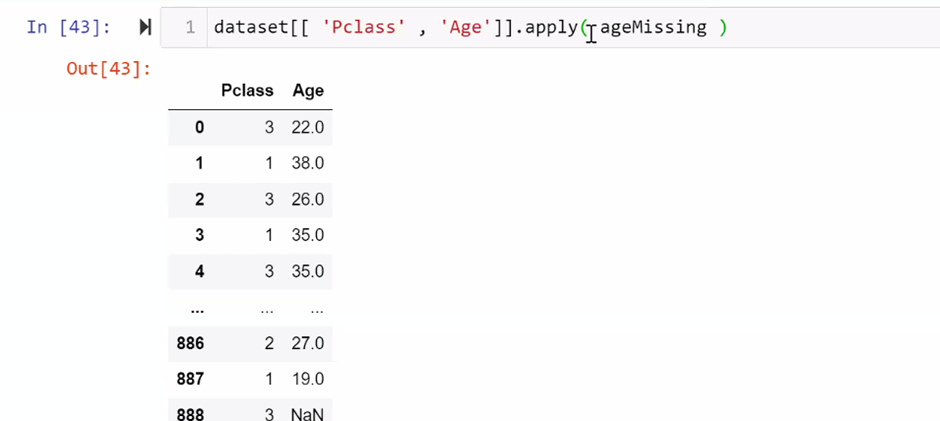 In [43]: 1 dataset[[ 'Pclass' , 'Age']].apply( ageMissing )
Out[43]:
Pclass Age
0 3 22.0
1 1 38.0
2 3 26.0
3 1 35.0
4 3 35.0
... ... ...
886 2 27.0
887 1 19.0
888 3 NaN